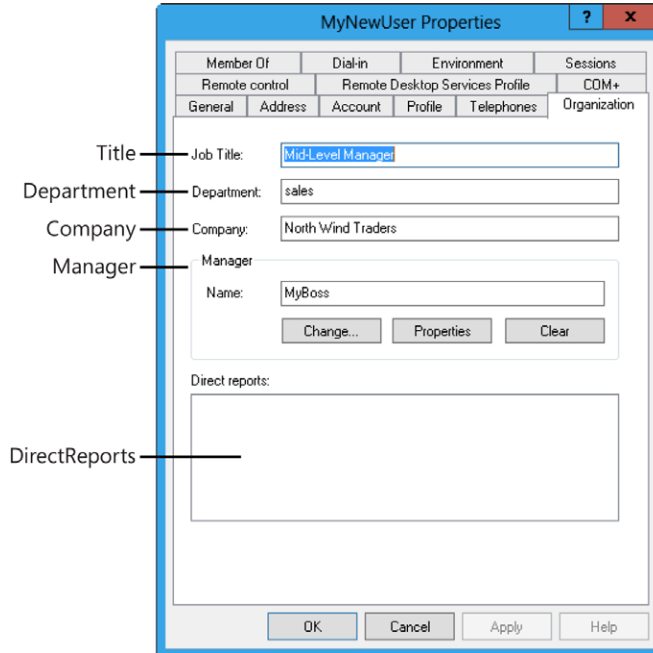 MyNewUser Properties
? x
Member Of Dial-in Environment Sessions
Remote control Remote Desktop Services Profile COM+
General Address Account Profile Telephones Organization
Title Job Title: Mid-Level Manager
Department Department: sales
Company Company: North Wind Traders
Manager Manager
Name: MyBoss
Change... Properties Clear
Direct reports:
DirectReports
OK Cancel Apply Help